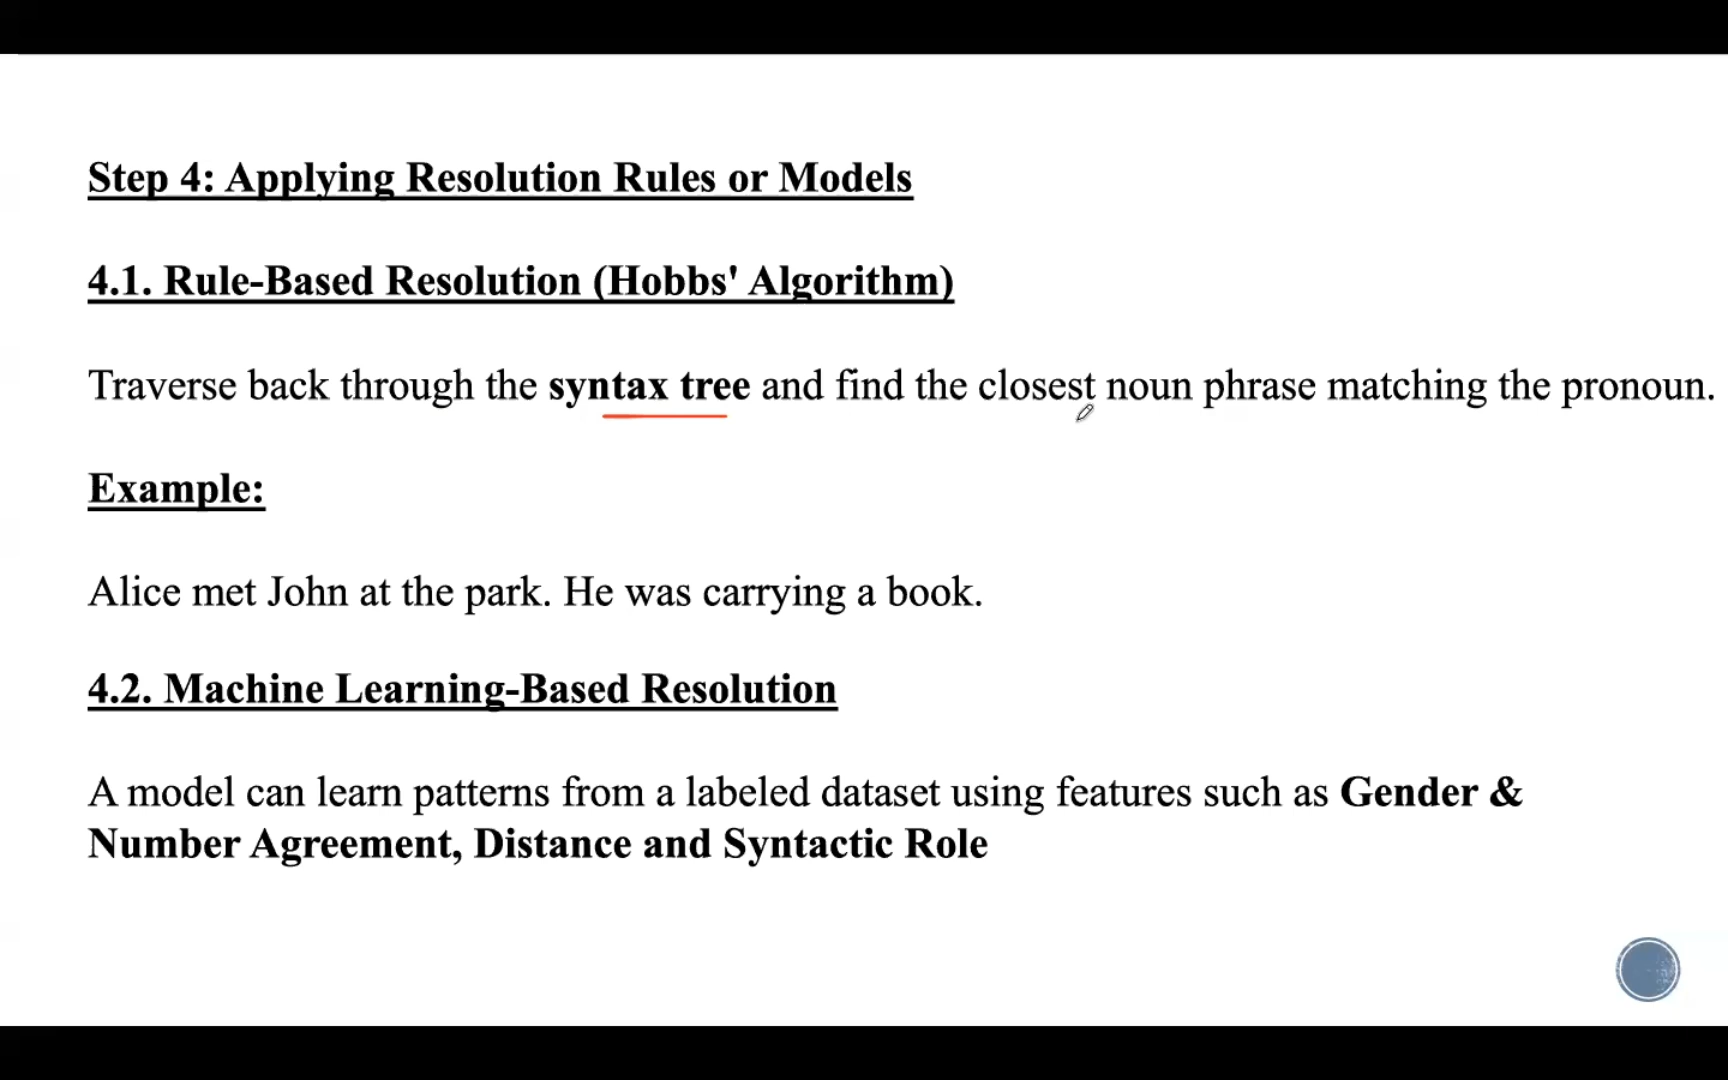 Step 4: Applying Resolution Rules or Models
4.1. Rule-Based Resolution (Hobbs' Algorithm)
Traverse back through the syntax tree and find the closest noun phrase matching the pronoun.
Example:
Alice met John at the park. He was carrying a book.
4.2. Machine Learning-Based Resolution
A model can learn patterns from a labeled dataset using features such as Gender &
Number Agreement, Distance and Syntactic Role